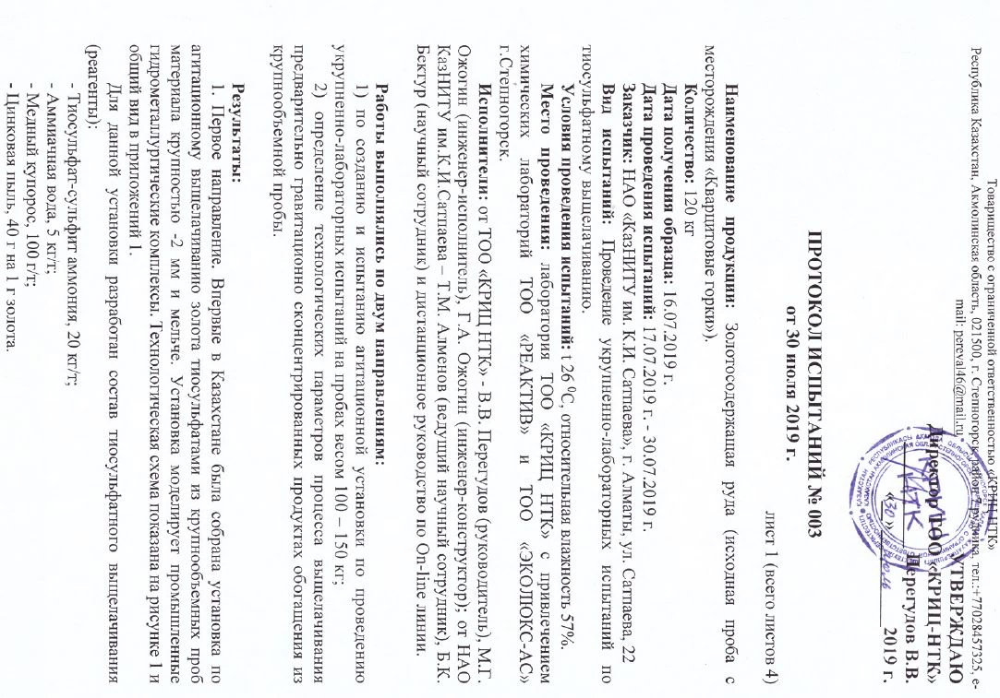 Товарищество с ограниченной ответственностью «КРИЦ НТК»
Республика Казахстан, Акмолинская область, 021500, г. Степногорск, район 7 рудника, тел.:+77028457325, e-
mail: pereval46@mail.ru
УТВЕРЖДАЮ
Директор ТОО «КРИЦ-НТК»
Перегудов В.В.
«30» июль 2019 г.
ПРОТОКОЛ ИСПЫТАНИЙ № 003
от 30 июля 2019 г.
лист 1 (всего листов 4)
Наименование продукции: Золотосодержащая руда (исходная проба с
месторождения «Кварцитовые горки»).
Количество: 120 кг
Дата получения образца: 16.07.2019 г.
Дата проведения испытаний: 17.07.2019 г. - 30.07.2019 г.
Заказчик: НАО «КазНИТУ им. К.И. Сатпаева», г. Алматы, ул. Сатпаева, 22
Вид испытаний: Проведение укрупненно-лабораторных испытаний по
тиосульфатному выщелачиванию.
Условия проведения испытаний: t 26 ⁰С, относительная влажность 57%.
Место проведения: лаборатория ТОО «КРИЦ НТК» с привлечением
химических лабораторий ТОО «РЕАКТИВ» и ТОО «ЭКОЛЮКС-АС»
г.Степногорск.
Исполнители: от ТОО «КРИЦ НТК» - В.В. Перегудов (руководитель), М.Г.
Ожогин (инженер-исполнитель), Г.А. Ожогин (инженер-конструктор); от НАО
КазНИТУ им.К.И.Сатпаева – Т.М. Алменов (ведущий научный сотрудник), Б.К.
Бектур (научный сотрудник) и дистанционное руководство по On-line линии.
Работы выполнялись по двум направлениям:
1) по созданию и испытанию агитационной установки по проведению
укрупненно-лабораторных испытаний на пробах весом 100 – 150 кг;
2) определение технологических параметров процесса выщелачивания
предварительно гравитационно сконцентрированных продуктах обогащения из
крупнообъемной пробы.
Результаты:
1. Первое направление. Впервые в Казахстане была собрана установка по
агитационному выщелачиванию золота тиосульфатами из крупнообъемных проб
материала крупностью -2 мм и мельче. Установка моделирует промышленные
гидрометаллургические комплексы. Технологическая схема показана на рисунке 1 и
общий вид в приложений 1.
Для данной установки разработан состав тиосульфатного выщелачивания
(реагенты):
- Тиосульфат-сульфит аммония, 20 кг/т;
- Аммиачная вода, 5 кг/т;
- Медный купорос, 100 г/т;
- Цинковая пыль, 40 г на 1 г золота.